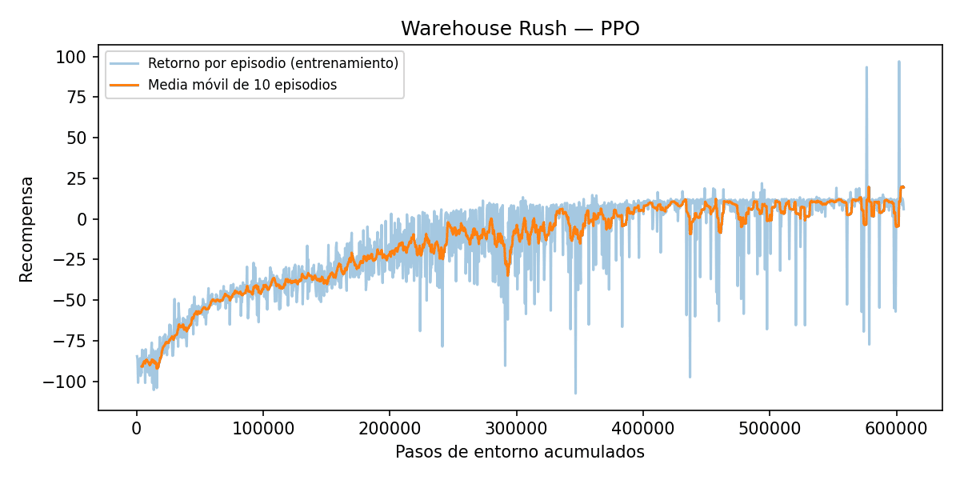 Warehouse Rush — PPO
Retorno por episodio (entrenamiento)
Media móvil de 10 episodios
Recompensa
100
75
50
25
0
−25
−50
−75
−100
0 100000 200000 300000 400000 500000 600000
Pasos de entorno acumulados